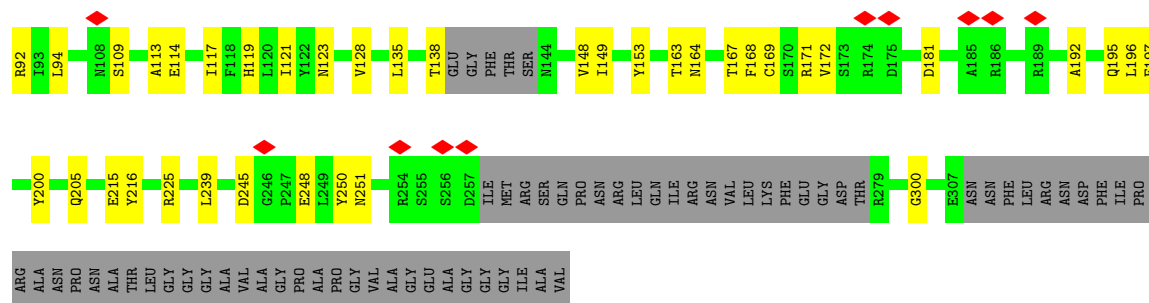 R92 I93 L94 N108 S109 A113 E114 I117 F118 H119 L120 I121 Y122 N123 V128 L135 T138 GLU GLY PHE THR SER N144 V148 I149 Y153 T163 N164 T167 F168 C169 S170 R171 V172 S173 R174 D175 D181 A185 R186 R189 A192 Q195 L196 E197
Y200 Q205 E215 Y216 R225 L239 D245 G246 P247 E248 L249 Y250 N251 R254 S255 S256 D257 ILE MET ARG SER GLN PRO ASN ARG LEU GLN ILE ARG ASN VAL LEU LYS PHE GLU GLY ASP THR R279 G300 E307 ASN ASN PHE LEU ARG ASN ASP PHE ILE PRO
ARG ALA ASN PRO ASN ALA THR LEU GLY GLY GLY ALA VAL ALA GLY PRO ALA PRO GLY VAL ALA GLY GLU ALA GLY GLY GLY ILE ALA VAL